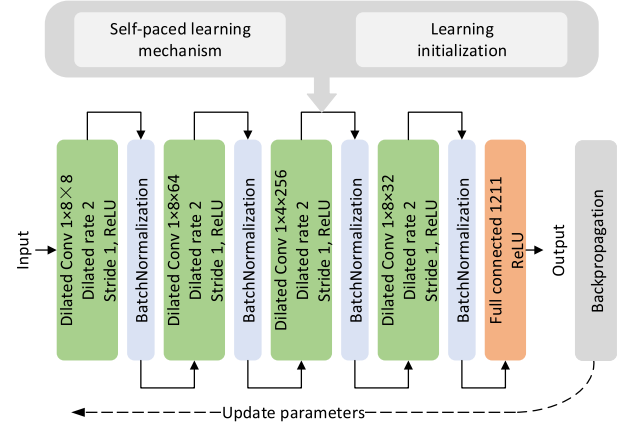 Self-paced learning
mechanism
Learning
initialization
Input
Dilated Conv 1×8×8
Dilated rate 2
Stride 1, ReLU
BatchNormalization
Dilated Conv 1×8×64
Dilated rate 2
Stride 1, ReLU
BatchNormalization
Dilated Conv 1×4×256
Dilated rate 2
Stride 1, ReLU
BatchNormalization
Dilated Conv 1×8×32
Dilated rate 2
Stride 1, ReLU
BatchNormalization
Full connected 1211
ReLU
Output
Backpropagation
Update parameters